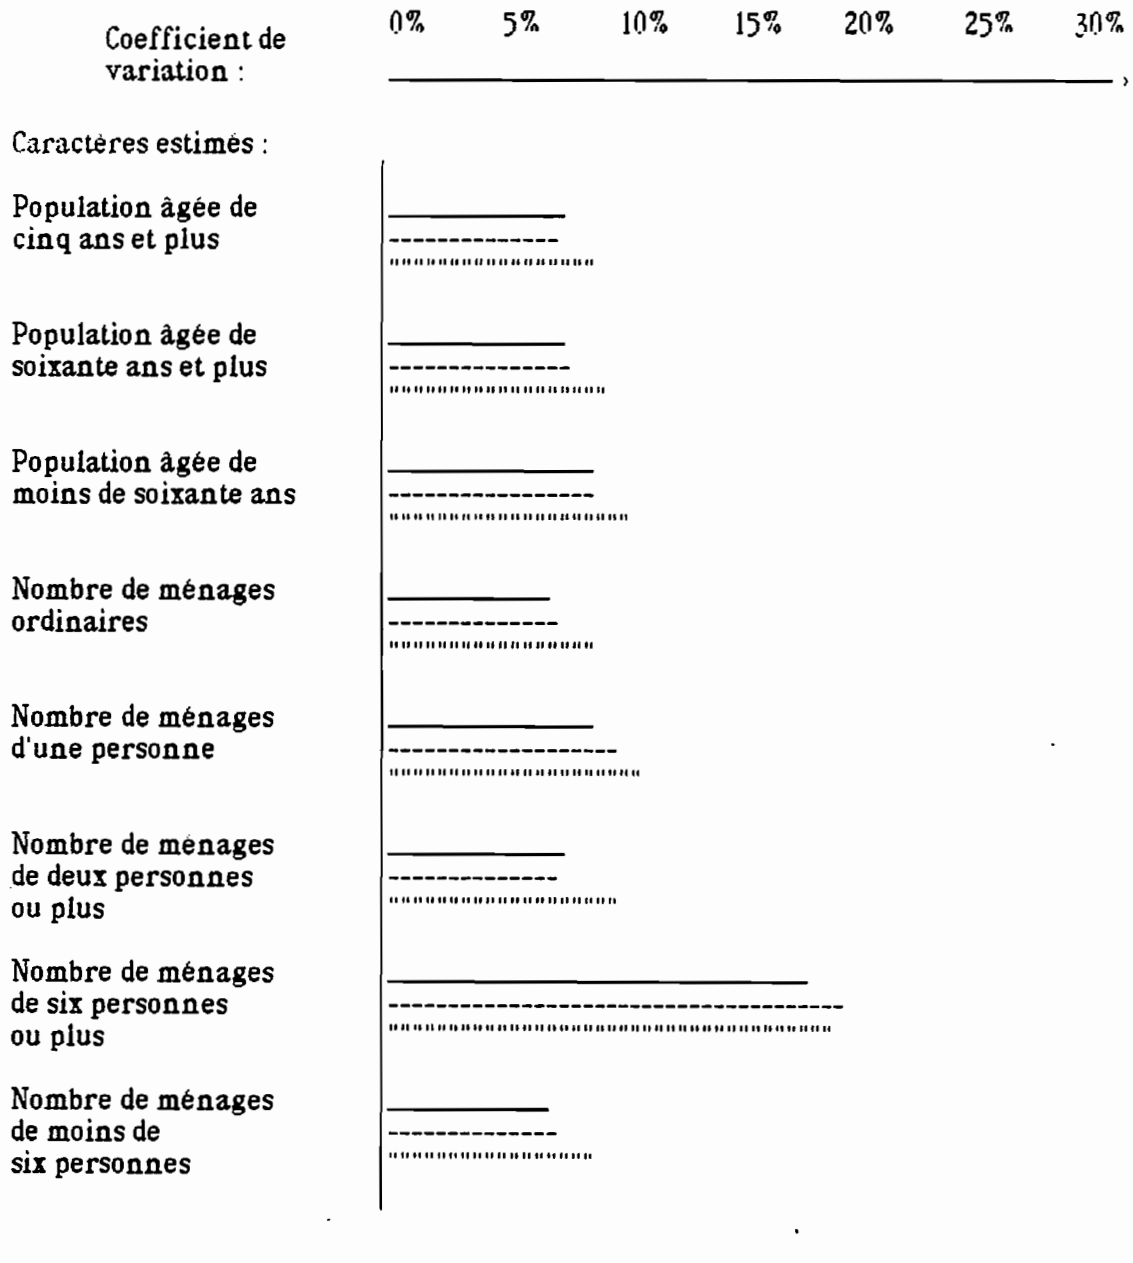 0% 5% 10% 15% 20% 25% 30%
Coefficient de
variation :
Caractères estimés :
Population âgée de
cinq ans et plus
Population âgée de
soixante ans et plus
Population âgée de
moins de soixante ans
Nombre de ménages
ordinaires
Nombre de ménages
d'une personne
Nombre de ménages
de deux personnes
ou plus
Nombre de ménages
de six personnes
ou plus
Nombre de ménages
de moins de
six personnes